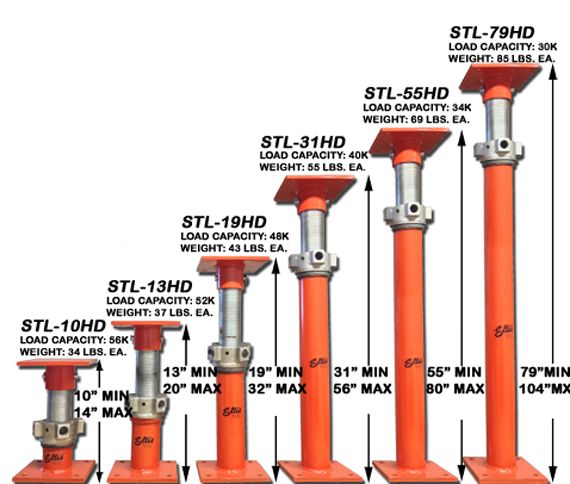 STL-79HD
LOAD CAPACITY: 30K
WEIGHT: 85 LBS. EA.
STL-55HD
LOAD CAPACITY: 34K
WEIGHT: 69 LBS. EA.
STL-31HD
LOAD CAPACITY: 40K
WEIGHT: 55 LBS. EA.
STL-19HD
LOAD CAPACITY: 48K
WEIGHT: 43 LBS. EA.
STL-13HD
LOAD CAPACITY: 52K
WEIGHT: 37 LBS. EA.
STL-10HD
LOAD CAPACITY: 56K
WEIGHT: 34 LBS. EA.
10" MIN
14" MAX
13" MIN
20" MAX
19" MIN
32" MAX
31" MIN
56" MAX
55" MIN
80" MAX
79"MIN
104"MX
Ellis
Ellis
Ellis
Ellis
Ellis
Ellis